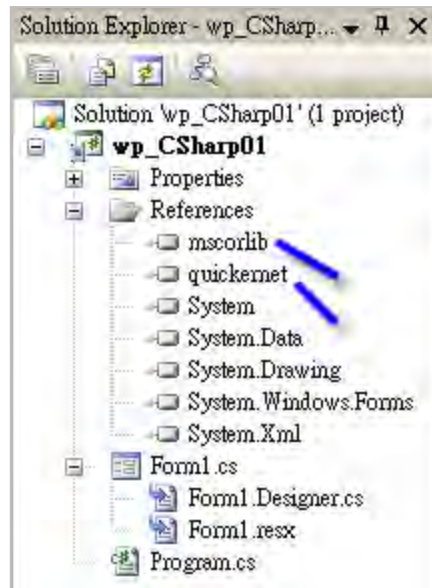 Solution Explorer - wp_CSharp...
Solution 'wp_CSharp01' (1 project)
wp_CSharp01
Properties
References
mscorlib
quickernet
System
System.Data
System.Drawing
System.Windows.Forms
System.Xml
Form1.cs
Form1.Designer.cs
Form1.resx
Program.cs